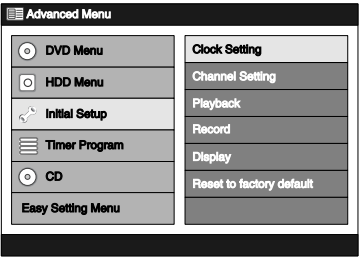 Advanced Menu
DVD Menu
HDD Menu
Initial Setup
Timer Program
CD
Easy Setting Menu
Clock Setting
Channel Setting
Playback
Record
Display
Reset to factory default